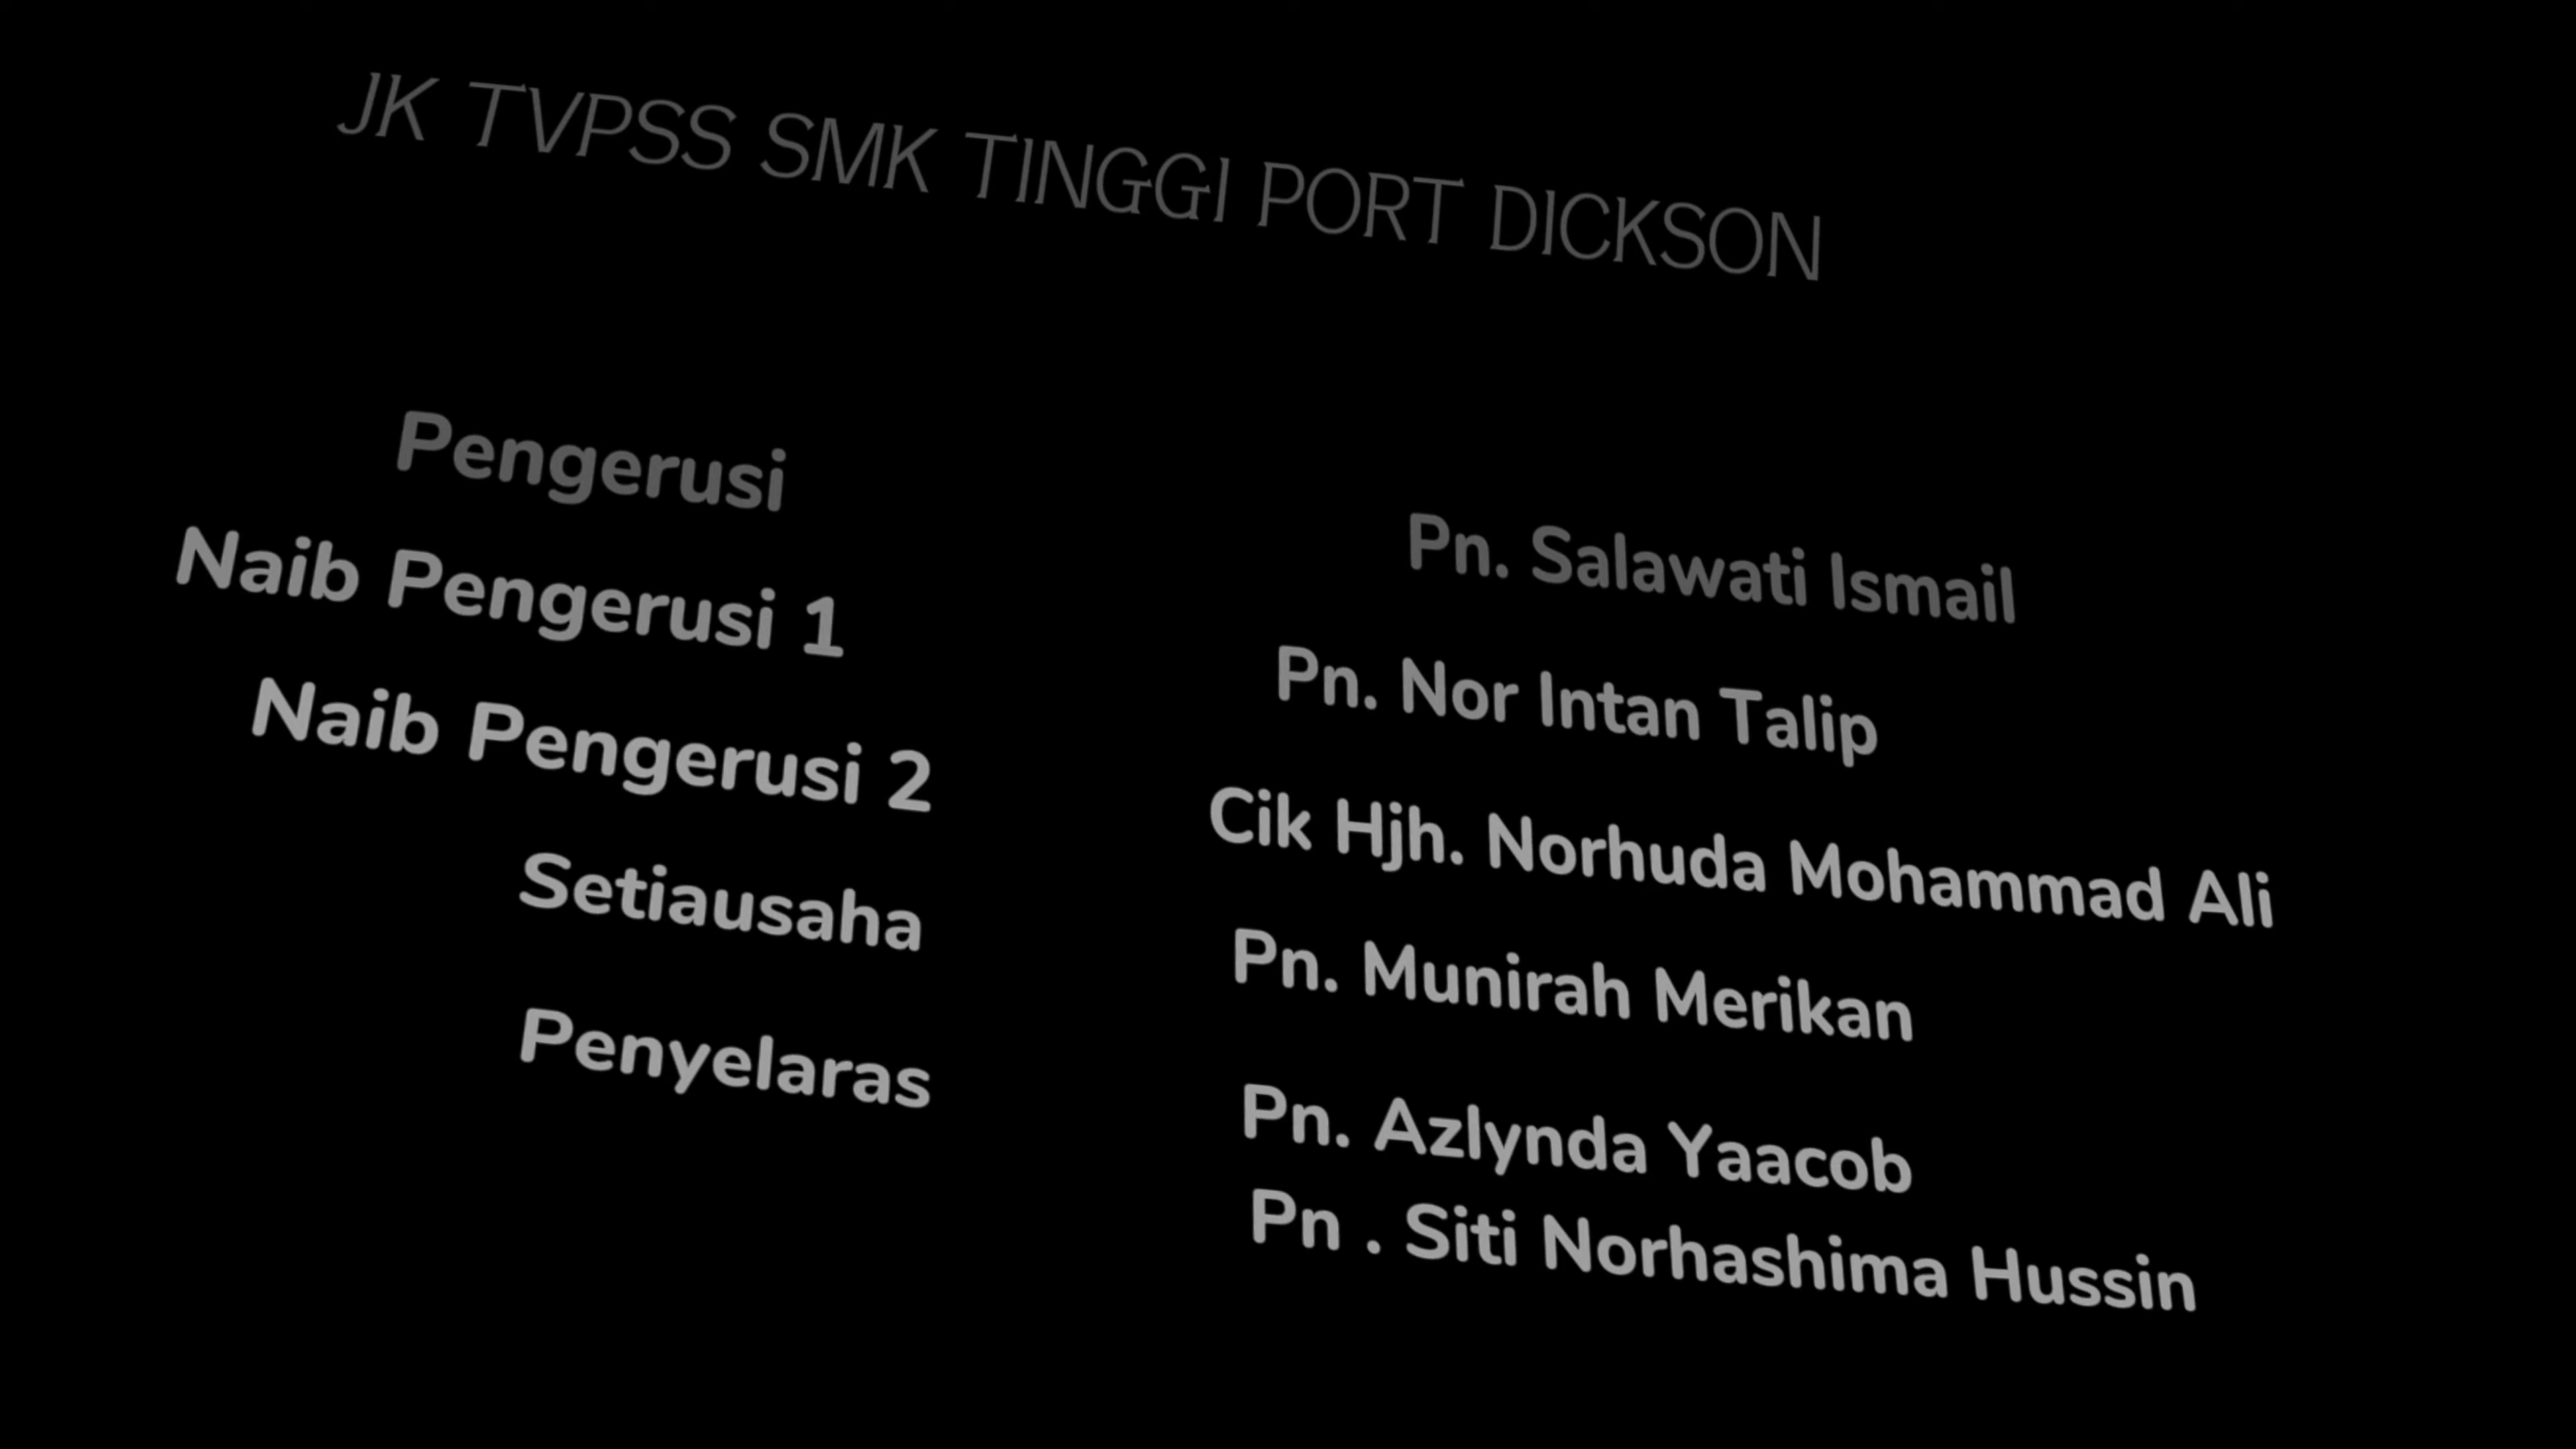 JK TVPSS SMK TINGGI PORT DICKSON
Pengerusi
Pn. Salawati Ismail
Naib Pengerusi 1
Pn. Nor Intan Talip
Naib Pengerusi 2
Cik Hjh. Norhuda Mohammad Ali
Setiausaha
Pn. Munirah Merikan
Penyelaras
Pn. Azlynda Yaacob
Pn . Siti Norhashima Hussin